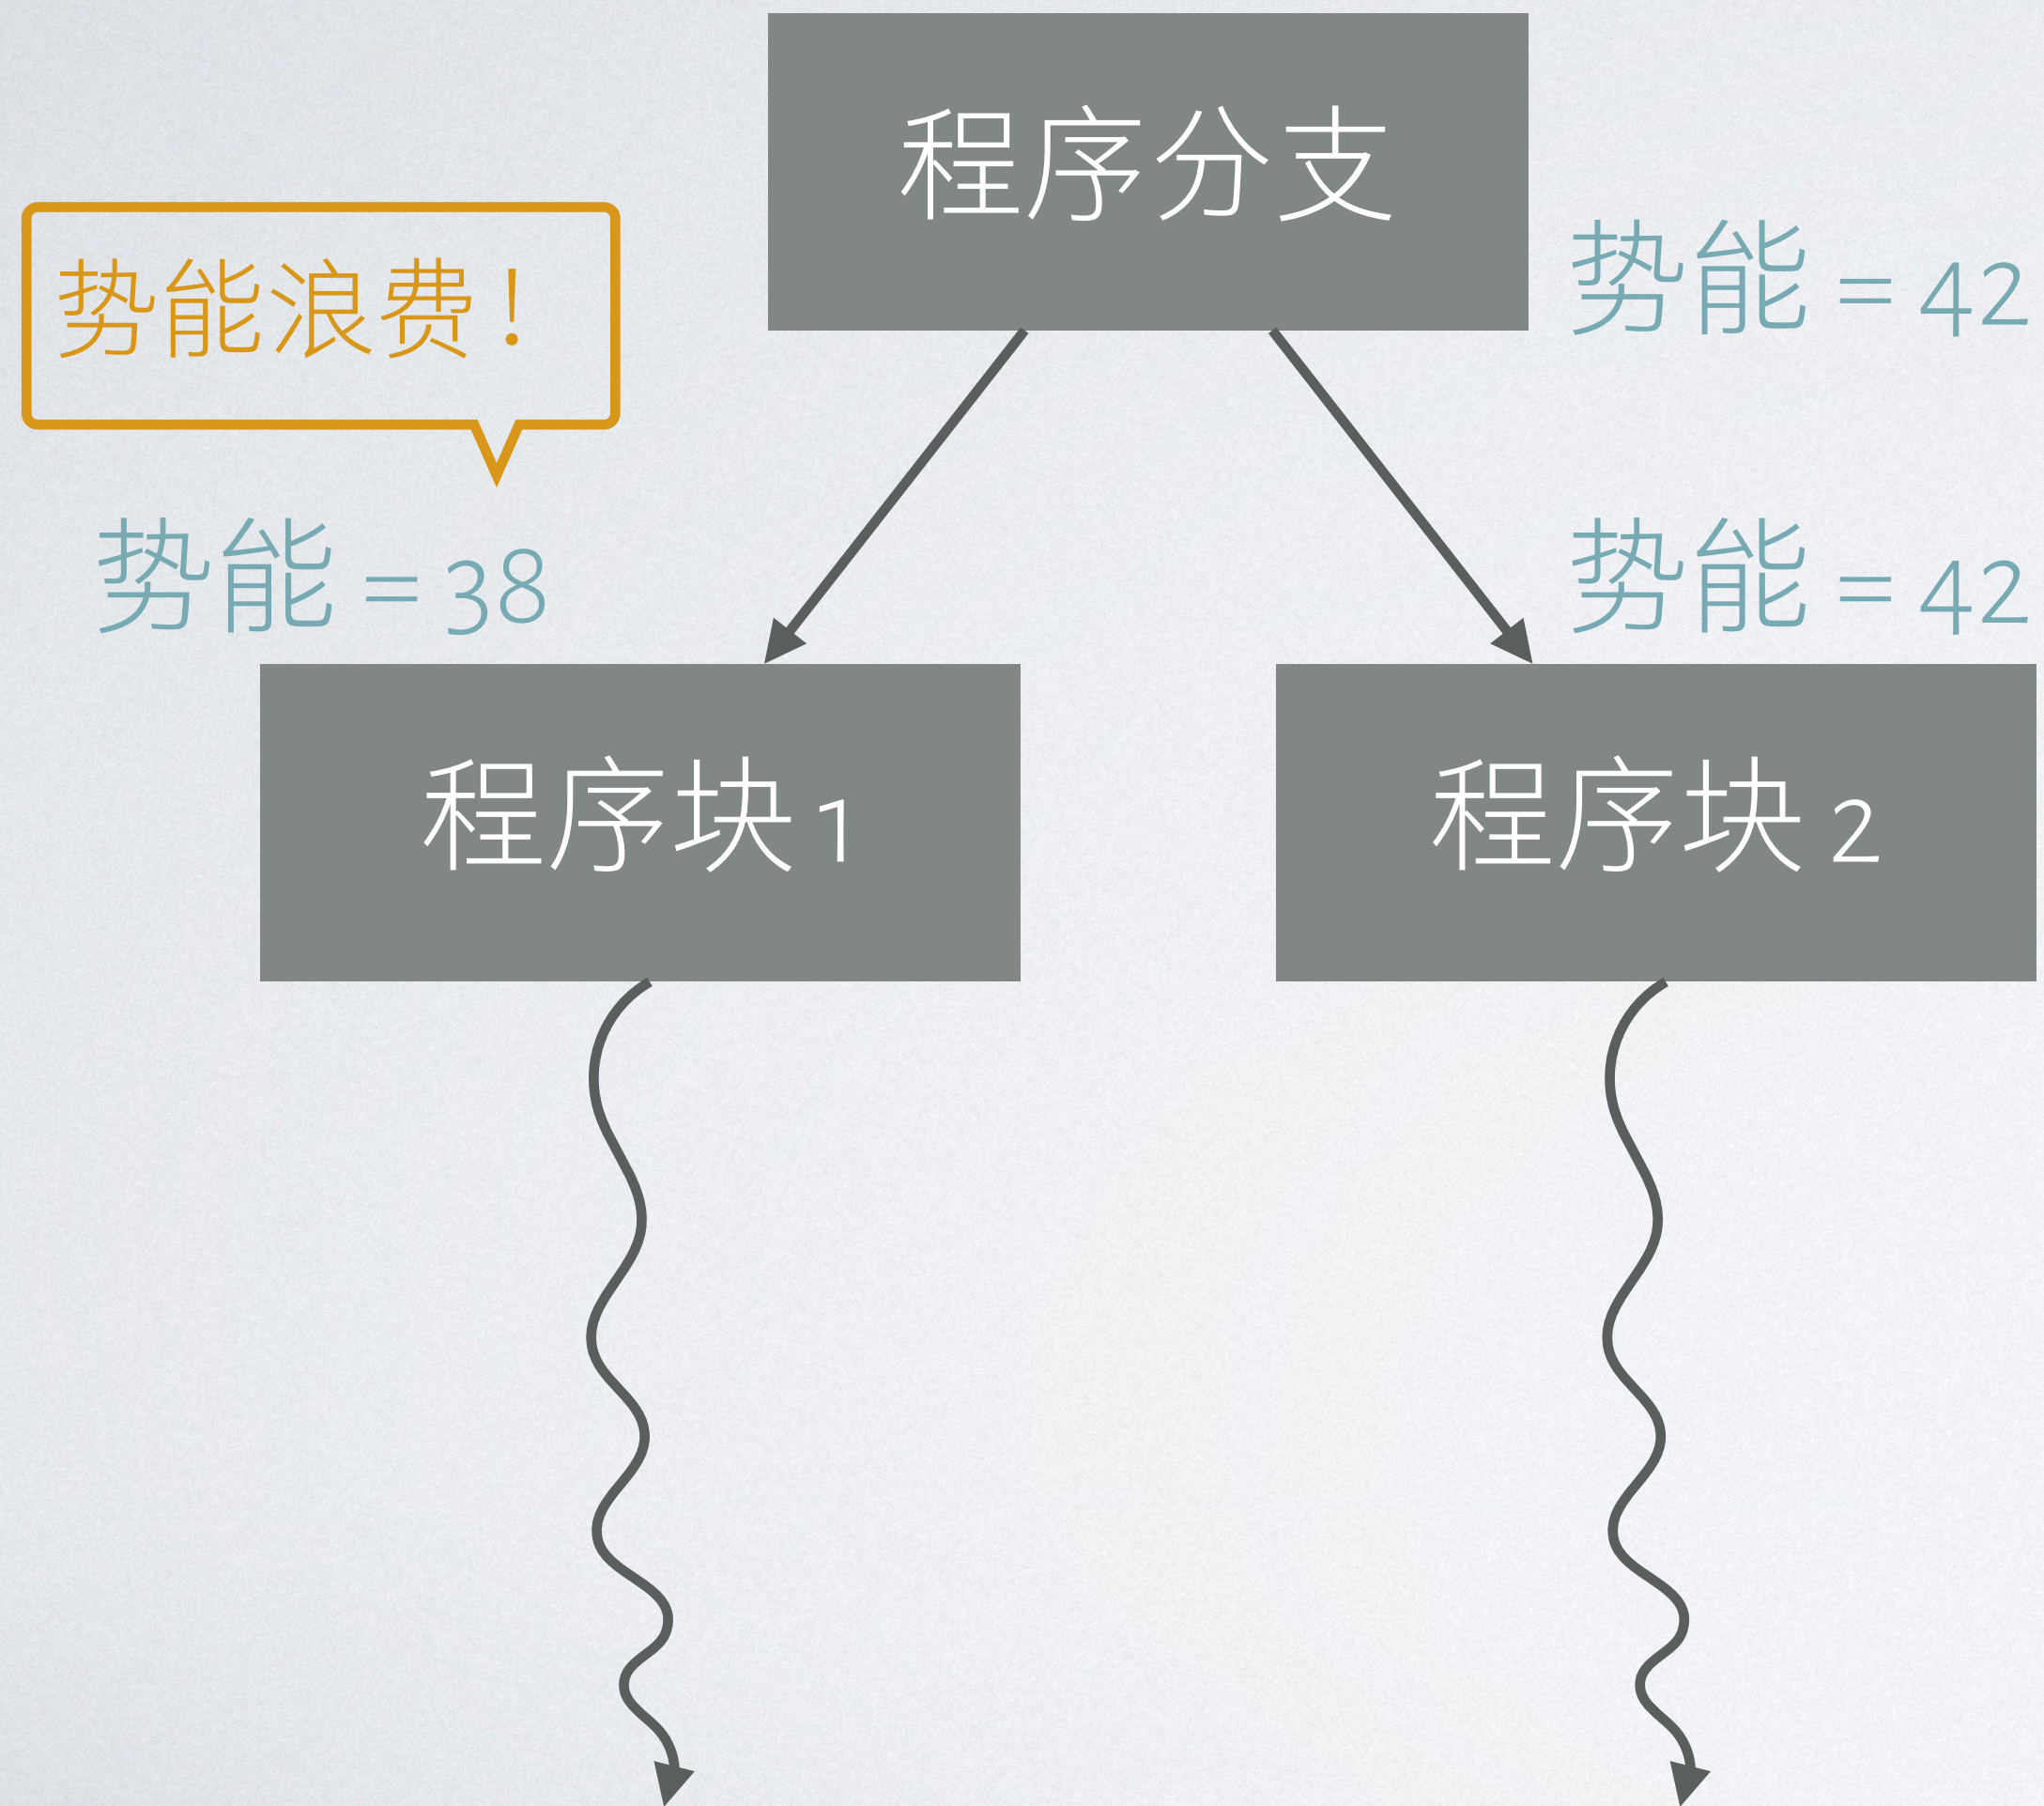 程序分支
势能浪费！
势能 = 42
势能 = 38
势能 = 42
程序块 1
程序块 2